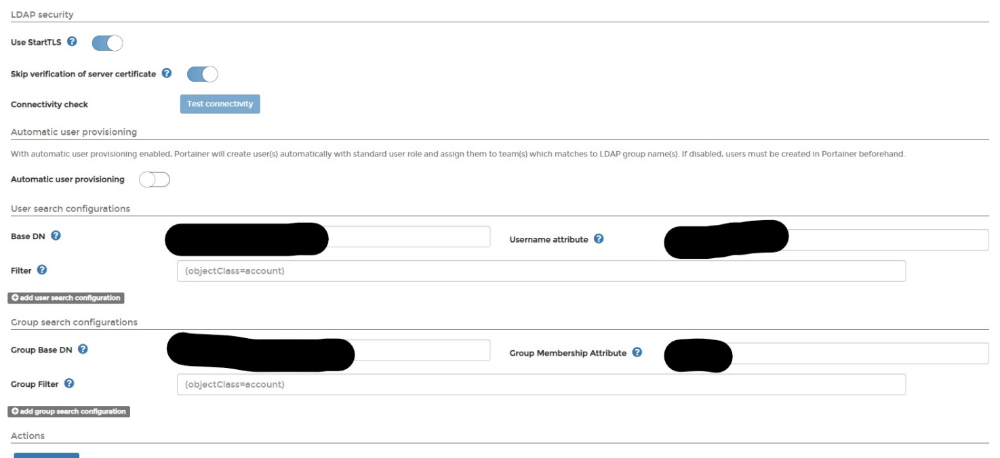 LDAP security
Use StartTLS ?
Skip verification of server certificate ?
Connectivity check Test connectivity
Automatic user provisioning
With automatic user provisioning enabled, Portainer will create user(s) automatically with standard user role and assign them to team(s) which matches to LDAP group name(s). If disabled, users must be created in Portainer beforehand.
Automatic user provisioning
User search configurations
Base DN ? Username attribute ?
Filter ? (objectClass=account)
+ add user search configuration
Group search configurations
Group Base DN ? Group Membership Attribute ?
Group Filter ? (objectClass=account)
+ add group search configuration
Actions